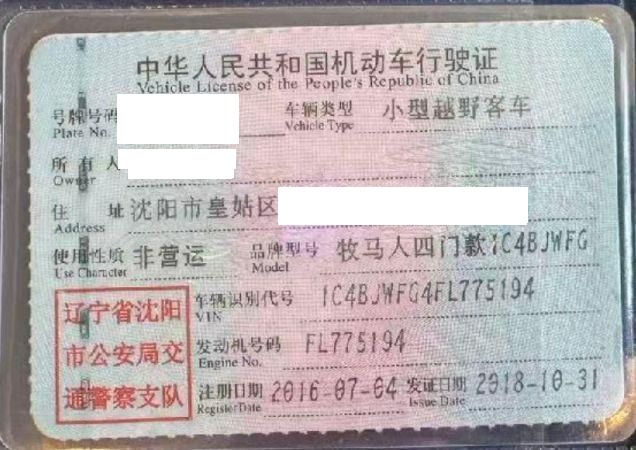 中华人民共和国机动车行驶证
Vehicle License of the People's Republic of China
号牌号码 车辆类型 小型越野客车
Plate No. Vehicle Type
所有人
Owner
住 址 沈阳市皇姑区
Address
使用性质 非营运 品牌型号 牧马人四门款1C4BJWFG
Use Character Model
辽宁省沈阳 车辆识别代号 1C4BJWFG4FL775194
VIN
市公安局交 发动机号码 FL775194
Engine No.
通警察支队 注册日期 2016-07-04 发证日期 2018-10-31
Register Date Issue Date